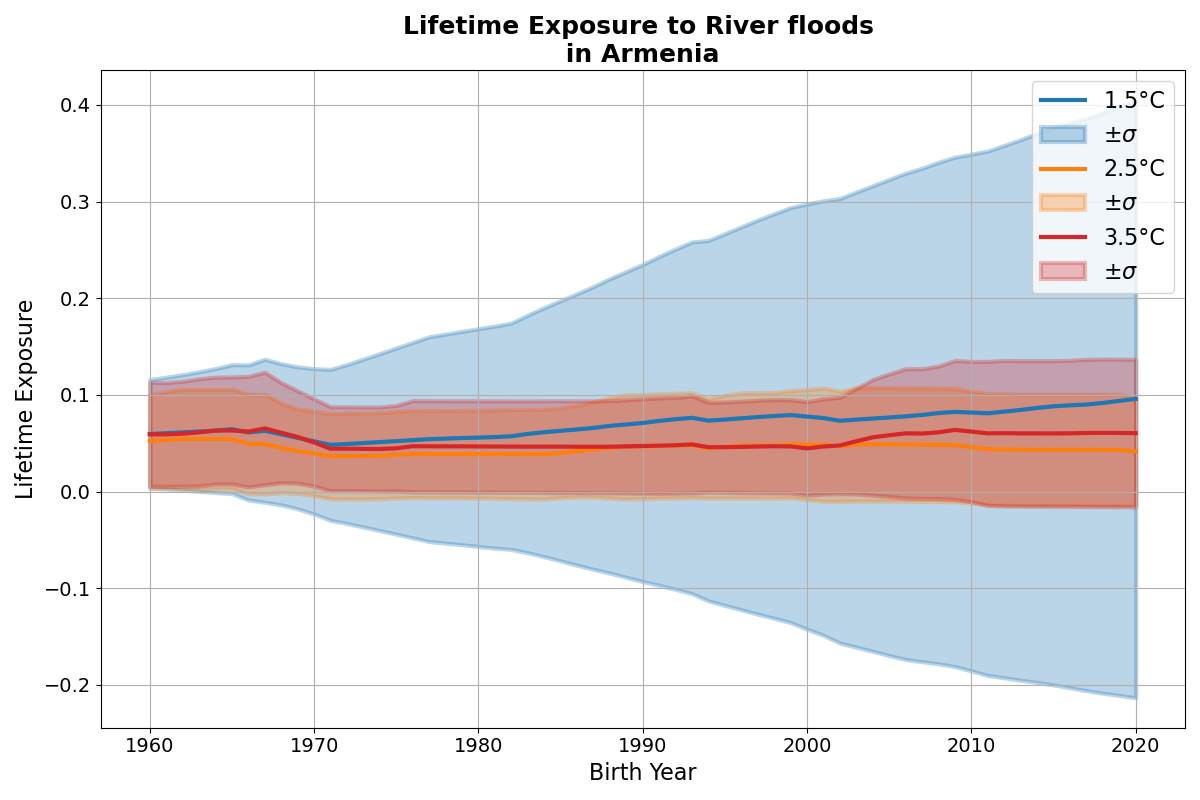 Lifetime Exposure to River floods
in Armenia
Lifetime Exposure
0.4
0.3
0.2
0.1
0.0
−0.1
−0.2
1.5°C
±σ
2.5°C
±σ
3.5°C
±σ
1960
1970
1980
1990
2000
2010
2020
Birth Year